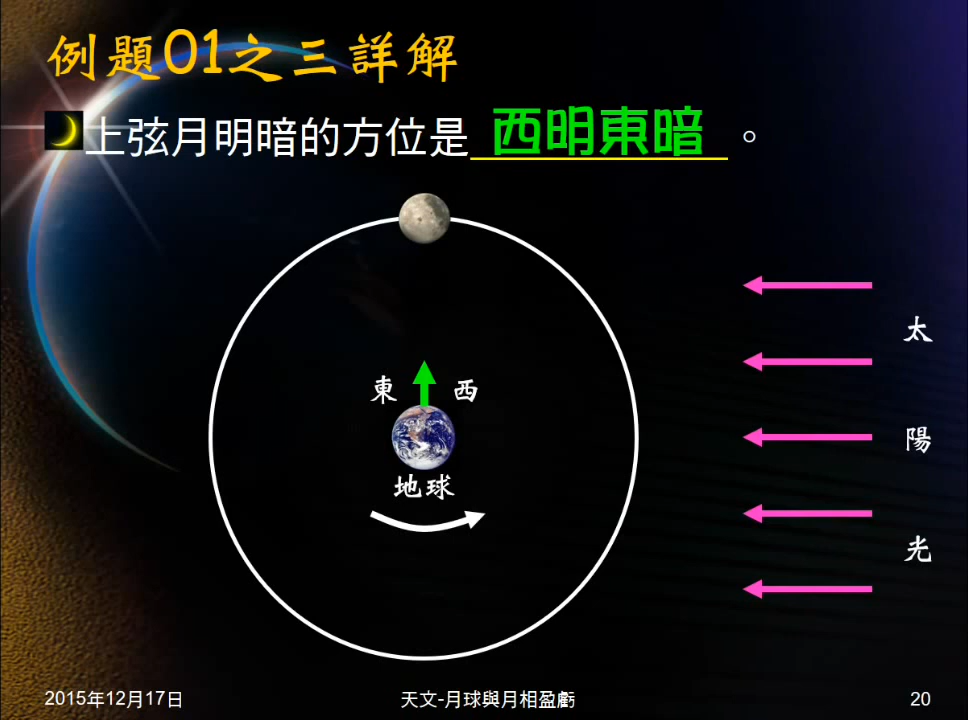 例題01之三詳解
上弦月明暗的方位是 西明東暗 。
太
東 西
陽
地球
光
2015年12月17日 天文-月球與月相盈虧 20